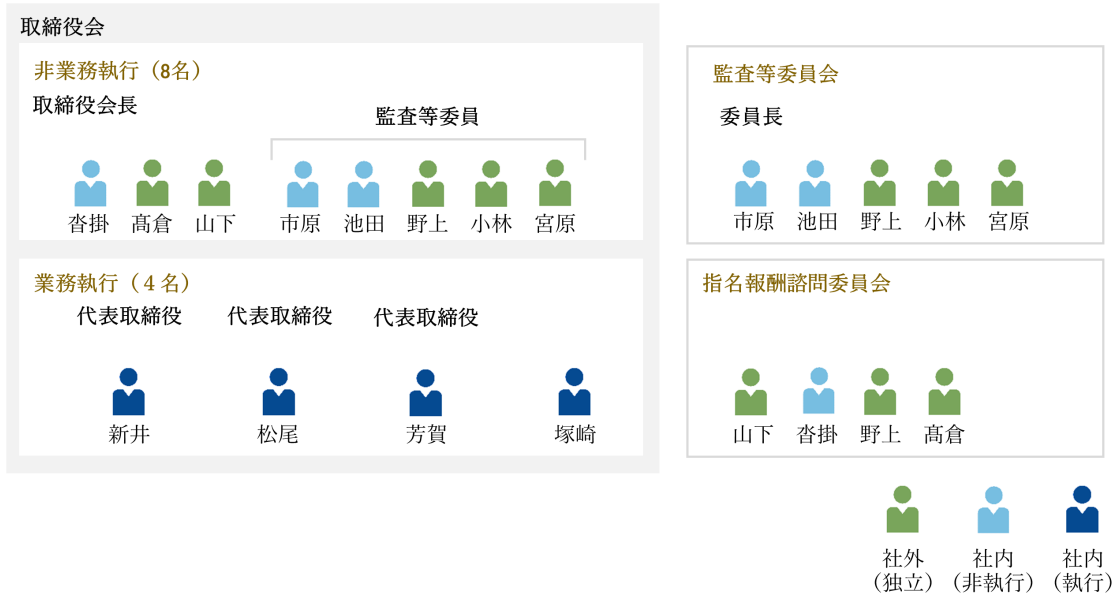 取締役会
非業務執行（8名）
取締役会長
監査等委員
沓掛 髙倉 山下 市原 池田 野上 小林 宮原
業務執行（４名）
代表取締役 代表取締役 代表取締役
新井 松尾 芳賀 塚崎
監査等委員会
委員長
市原 池田 野上 小林 宮原
指名報酬諮問委員会
山下 沓掛 野上 髙倉
社外 社内 社内
（独立） （非執行） （執行）